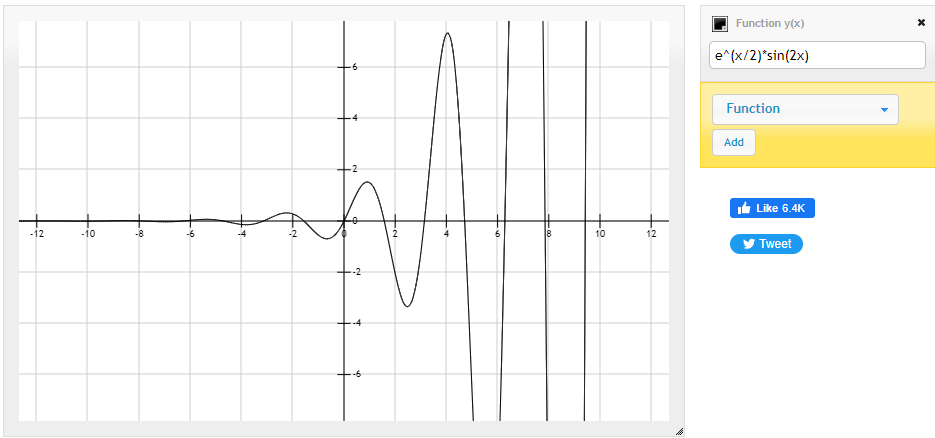 Function y(x)
✖
e^(x/2)*sin(2x)
Function
Add
Like 6.4K
Tweet
6
4
2
0
-2
-4
-6
-12 -10 -8 -6 -4 -2 0 2 4 6 8 10 12